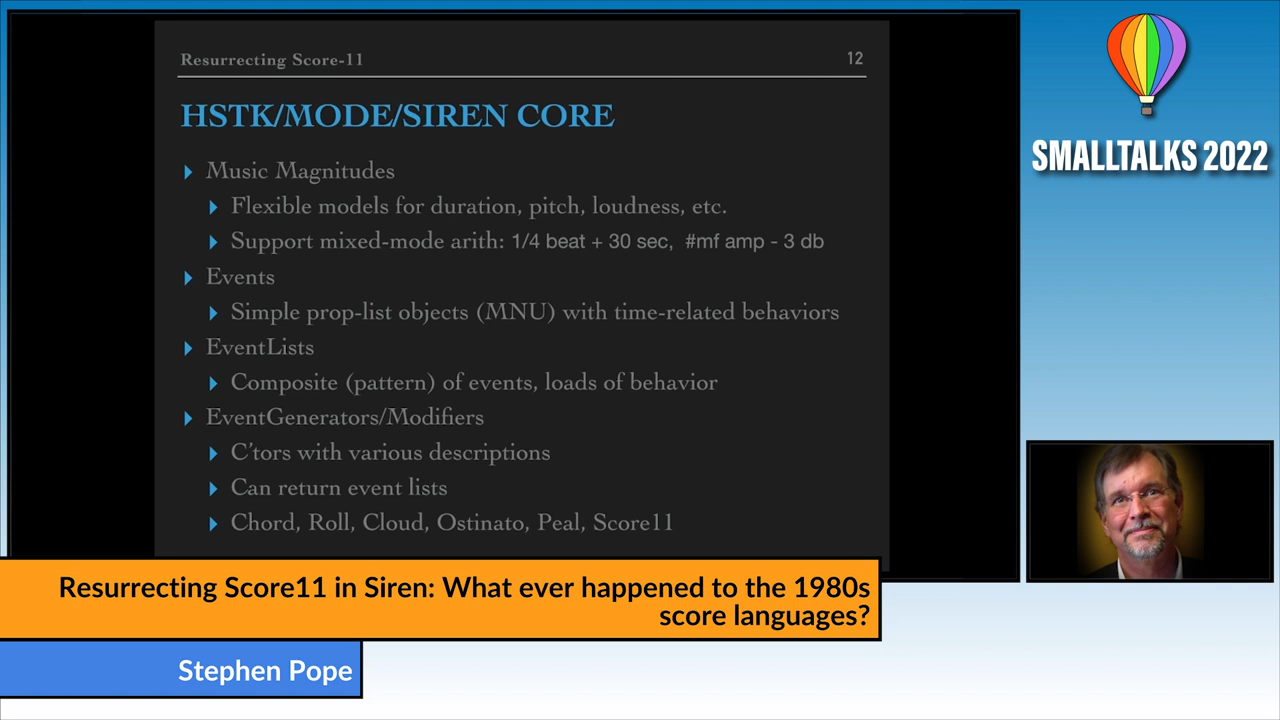 Resurrecting Score-11
12
HSTK/MODE/SIREN CORE
Music Magnitudes
Flexible models for duration, pitch, loudness, etc.
Support mixed-mode arith: 1/4 beat + 30 sec, #mf amp - 3 db
Events
Simple prop-list objects (MNU) with time-related behaviors
EventLists
Composite (pattern) of events, loads of behavior
EventGenerators/Modifiers
C'tors with various descriptions
Can return event lists
Chord, Roll, Cloud, Ostinato, Peal, Score11
SMALLTALKS 2022
Resurrecting Score11 in Siren: What ever happened to the 1980s
score languages?
Stephen Pope